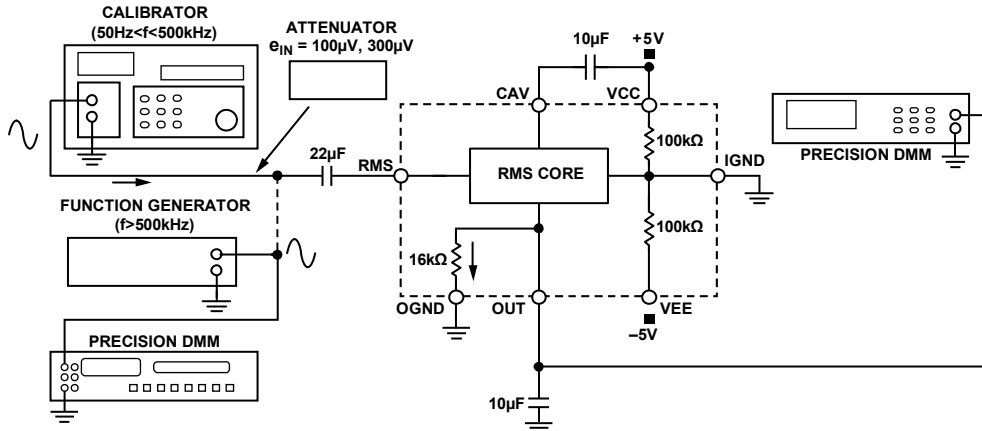 CALIBRATOR
(50Hz<f<500kHz)
ATTENUATOR
eIN = 100µV, 300µV
10µF
+5V
CAV
VCC
100kΩ
PRECISION DMM
22µF
RMS
RMS CORE
IGND
FUNCTION GENERATOR
(f>500kHz)
100kΩ
16kΩ
OGND
OUT
VEE
–5V
PRECISION DMM
10µF